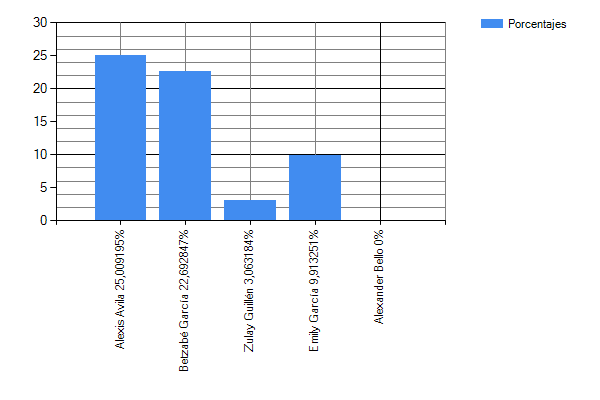 30
25
20
15
10
5
0
Porcentajes
Alexis Avila 25,009195%
Betzabé García 22,692847%
Zulay Guillén 3,063184%
Emily García 9,913251%
Alexander Bello 0%